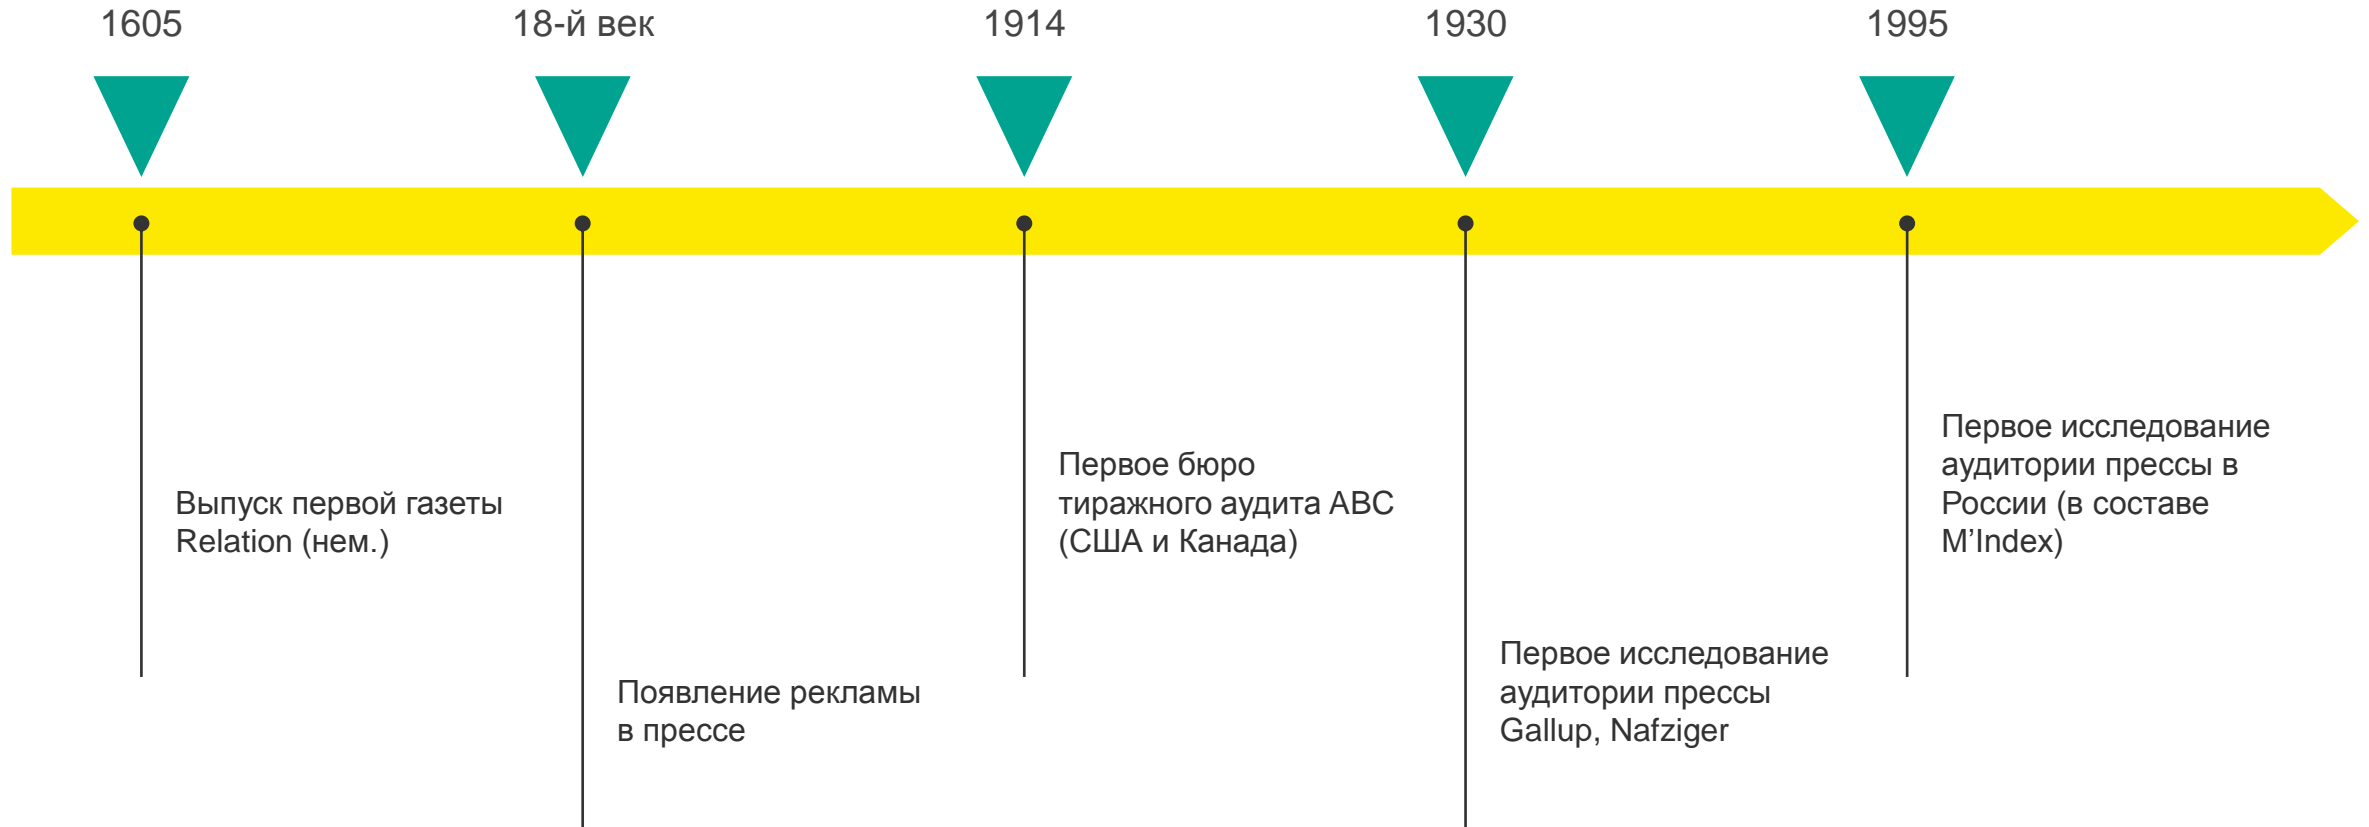 1605
18-й век
1914
1930
1995
Выпуск первой газеты
Relation (нем.)
Появление рекламы
в прессе
Первое бюро
тиражного аудита ABC
(США и Канада)
Первое исследование
аудитории прессы
Gallup, Nafziger
Первое исследование
аудитории прессы в
России (в составе
M’Index)